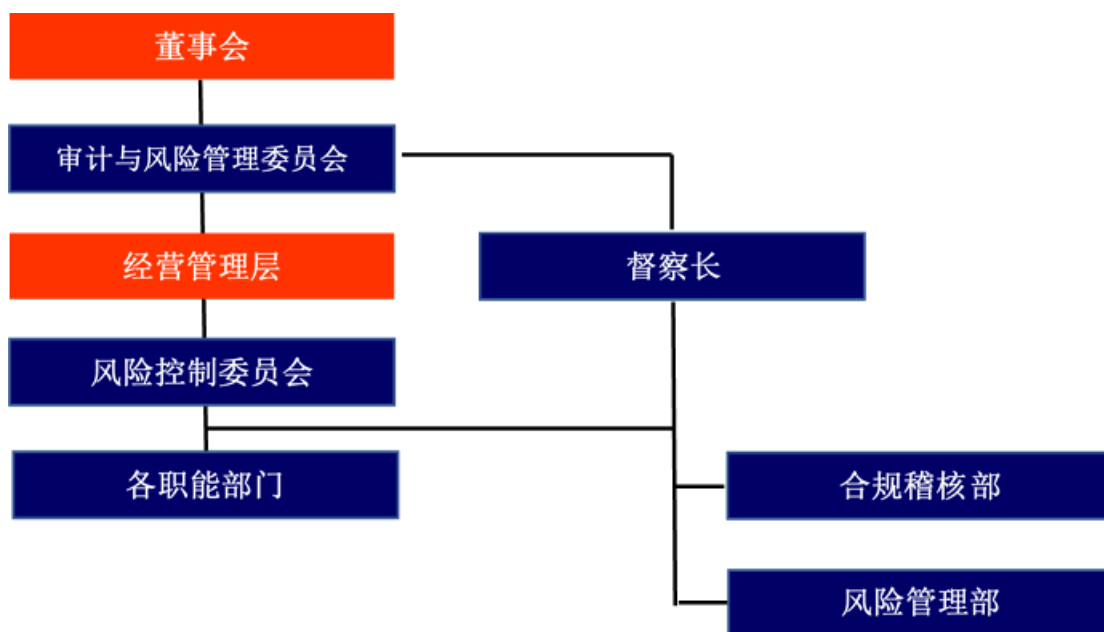 董事会
审计与风险管理委员会
经营管理层
督察长
风险控制委员会
各职能部门
合规稽核部
风险管理部